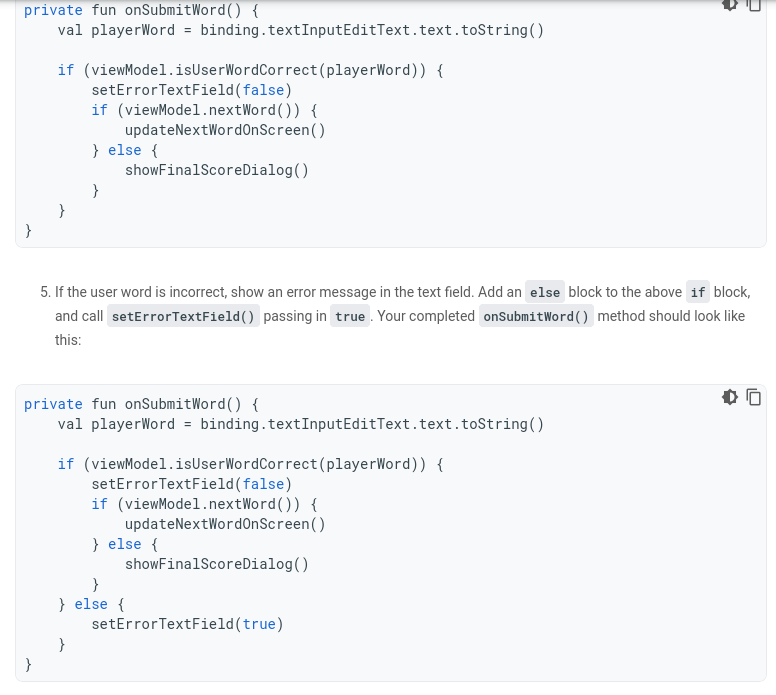 private fun onSubmitWord() {
    val playerWord = binding.textInputEditText.text.toString()

    if (viewModel.isUserWordCorrect(playerWord)) {
        setErrorTextField(false)
        if (viewModel.nextWord()) {
            updateNextWordOnScreen()
        } else {
            showFinalScoreDialog()
        }
    }
}
5. If the user word is incorrect, show an error message in the text field. Add an else block to the above if block,
and call setErrorTextField() passing in true. Your completed onSubmitWord() method should look like
this:
private fun onSubmitWord() {
    val playerWord = binding.textInputEditText.text.toString()

    if (viewModel.isUserWordCorrect(playerWord)) {
        setErrorTextField(false)
        if (viewModel.nextWord()) {
            updateNextWordOnScreen()
        } else {
            showFinalScoreDialog()
        }
    } else {
        setErrorTextField(true)
    }
}